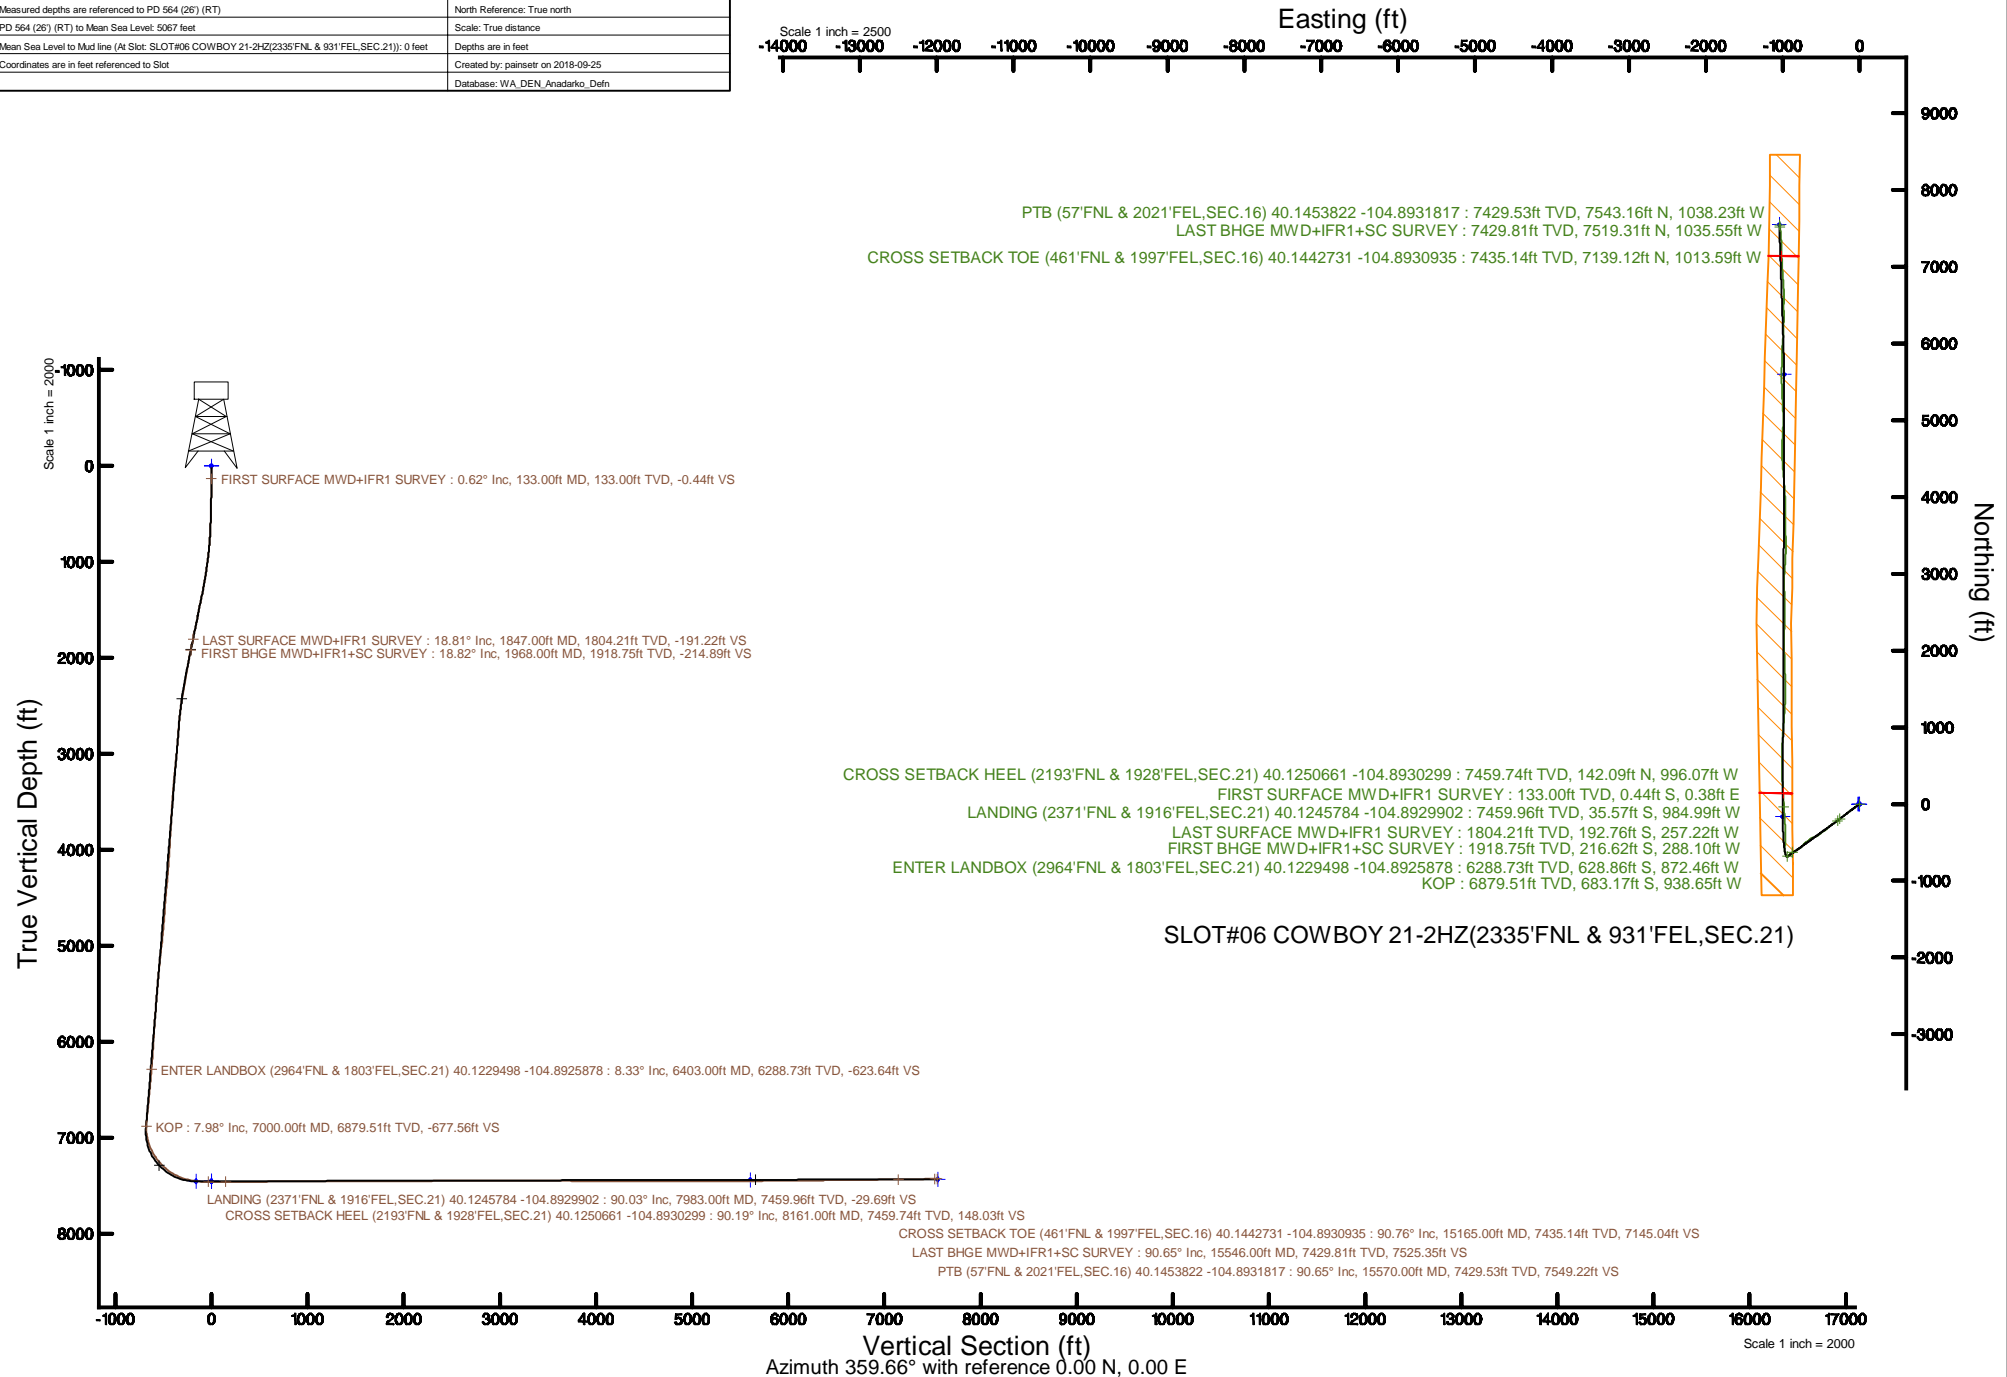 Measured depths are referenced to PD 564 (26') (RT)
North Reference: True north
PD 564 (26') (RT) to Mean Sea Level: 5067 feet
Scale: True distance
Mean Sea Level to Mud line (At Slot: SLOT#06 COWBOY 21-2HZ(2335'FNL & 931'FEL,SEC.21)): 0 feet
Depths are in feet
Coordinates are in feet referenced to Slot
Created by: painsetr on 2018-09-25
Database: WA_DEN_Anadarko_Defn
Easting (ft)
Scale 1 inch = 2500
-14000 -13000 -12000 -11000 -10000 -9000 -8000 -7000 -6000 -5000 -4000 -3000 -2000 -1000 0
9000
8000
7000
6000
5000
4000
3000
2000
1000
0
-1000
-2000
-3000
Northing (ft)
PTB (57'FNL & 2021'FEL,SEC.16) 40.1453822 -104.8931817 : 7429.53ft TVD, 7543.16ft N, 1038.23ft W
LAST BHGE MWD+IFR1+SC SURVEY : 7429.81ft TVD, 7519.31ft N, 1035.55ft W
CROSS SETBACK TOE (461'FNL & 1997'FEL,SEC.16) 40.1442731 -104.8930935 : 7435.14ft TVD, 7139.12ft N, 1013.59ft W
CROSS SETBACK HEEL (2193'FNL & 1928'FEL,SEC.21) 40.1250661 -104.8930299 : 7459.74ft TVD, 142.09ft N, 996.07ft W
FIRST SURFACE MWD+IFR1 SURVEY : 133.00ft TVD, 0.44ft S, 0.38ft E
LANDING (2371'FNL & 1916'FEL,SEC.21) 40.1245784 -104.8929902 : 7459.96ft TVD, 35.57ft S, 984.99ft W
LAST SURFACE MWD+IFR1 SURVEY : 1804.21ft TVD, 192.76ft S, 257.22ft W
FIRST BHGE MWD+IFR1+SC SURVEY : 1918.75ft TVD, 216.62ft S, 288.10ft W
ENTER LANDBOX (2964'FNL & 1803'FEL,SEC.21) 40.1229498 -104.8925878 : 6288.73ft TVD, 628.86ft S, 872.46ft W
KOP : 6879.51ft TVD, 683.17ft S, 938.65ft W
SLOT#06 COWBOY 21-2HZ(2335'FNL & 931'FEL,SEC.21)
Scale 1 inch = 2000
True Vertical Depth (ft)
-1000
0
1000
2000
3000
4000
5000
6000
7000
8000
FIRST SURFACE MWD+IFR1 SURVEY : 0.62° Inc, 133.00ft MD, 133.00ft TVD, -0.44ft VS
LAST SURFACE MWD+IFR1 SURVEY : 18.81° Inc, 1847.00ft MD, 1804.21ft TVD, -191.22ft VS
FIRST BHGE MWD+IFR1+SC SURVEY : 18.82° Inc, 1968.00ft MD, 1918.75ft TVD, -214.89ft VS
ENTER LANDBOX (2964'FNL & 1803'FEL,SEC.21) 40.1229498 -104.8925878 : 8.33° Inc, 6403.00ft MD, 6288.73ft TVD, -623.64ft VS
KOP : 7.98° Inc, 7000.00ft MD, 6879.51ft TVD, -677.56ft VS
LANDING (2371'FNL & 1916'FEL,SEC.21) 40.1245784 -104.8929902 : 90.03° Inc, 7983.00ft MD, 7459.96ft TVD, -29.69ft VS
CROSS SETBACK HEEL (2193'FNL & 1928'FEL,SEC.21) 40.1250661 -104.8930299 : 90.19° Inc, 8161.00ft MD, 7459.74ft TVD, 148.03ft VS
CROSS SETBACK TOE (461'FNL & 1997'FEL,SEC.16) 40.1442731 -104.8930935 : 90.76° Inc, 15165.00ft MD, 7435.14ft TVD, 7145.04ft VS
LAST BHGE MWD+IFR1+SC SURVEY : 90.65° Inc, 15546.00ft MD, 7429.81ft TVD, 7525.35ft VS
PTB (57'FNL & 2021'FEL,SEC.16) 40.1453822 -104.8931817 : 90.65° Inc, 15570.00ft MD, 7429.53ft TVD, 7549.22ft VS
-1000 0 1000 2000 3000 4000 5000 6000 7000 8000 9000 10000 11000 12000 13000 14000 15000 16000 17000
Vertical Section (ft)
Scale 1 inch = 2000
Azimuth 359.66° with reference 0.00 N, 0.00 E